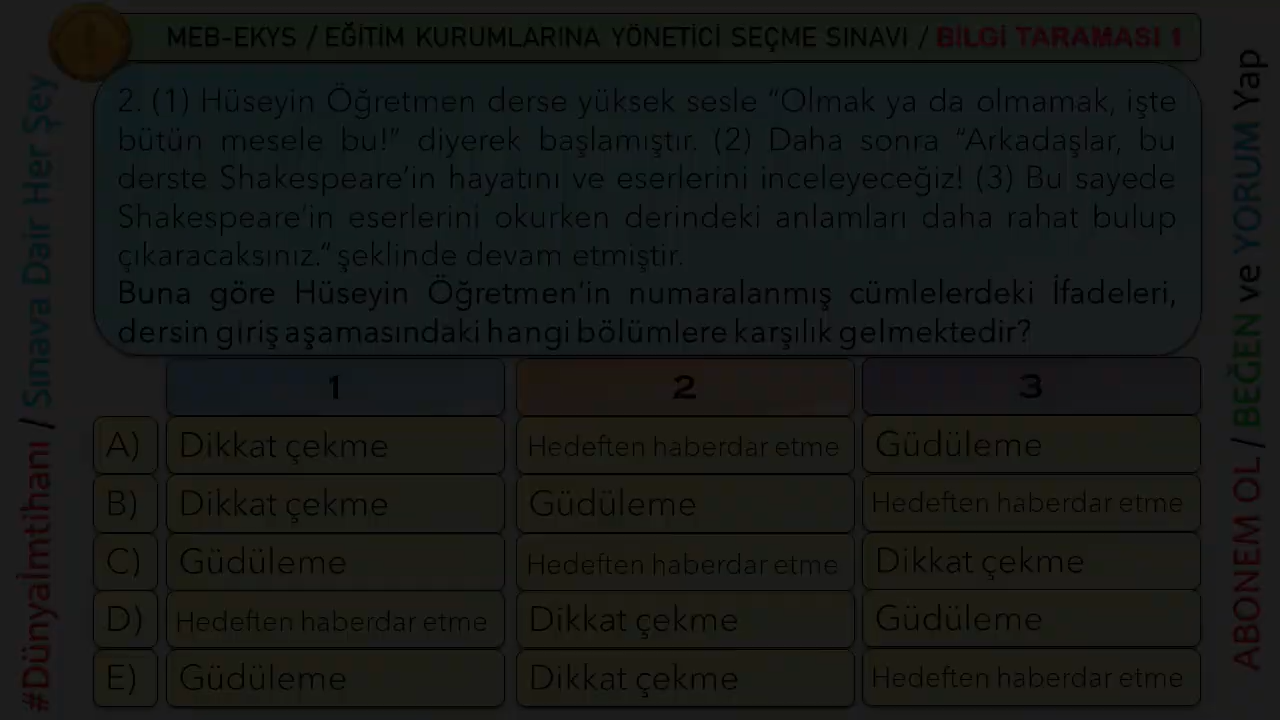 MEB-EKYS / EĞİTİM KURUMLARINA YÖNETİCİ SEÇME SINAVI / BİLGİ TARAMASI 1
#Dünyaİmtihanı / Sınava Dair Her Şey
2. (1) Hüseyin Öğretmen derse yüksek sesle “Olmak ya da olmamak, işte
bütün mesele bu!” diyerek başlamıştır. (2) Daha sonra “Arkadaşlar, bu
derste Shakespeare’in hayatını ve eserlerini inceleyeceğiz! (3) Bu sayede
Shakespeare’in eserlerini okurken derindeki anlamları daha rahat bulup
çıkaracaksınız.” şeklinde devam etmiştir.
Buna göre Hüseyin Öğretmen’in numaralanmış cümlelerdeki İfadeleri,
dersin giriş aşamasındaki hangi bölümlere karşılık gelmektedir?
1 2 3
A) Dikkat çekme Hedeften haberdar etme Güdüleme
B) Dikkat çekme Güdüleme Hedeften haberdar etme
C) Güdüleme Hedeften haberdar etme Dikkat çekme
D) Hedeften haberdar etme Dikkat çekme Güdüleme
E) Güdüleme Dikkat çekme Hedeften haberdar etme
ABONEM OL / BEĞEN ve YORUM Yap